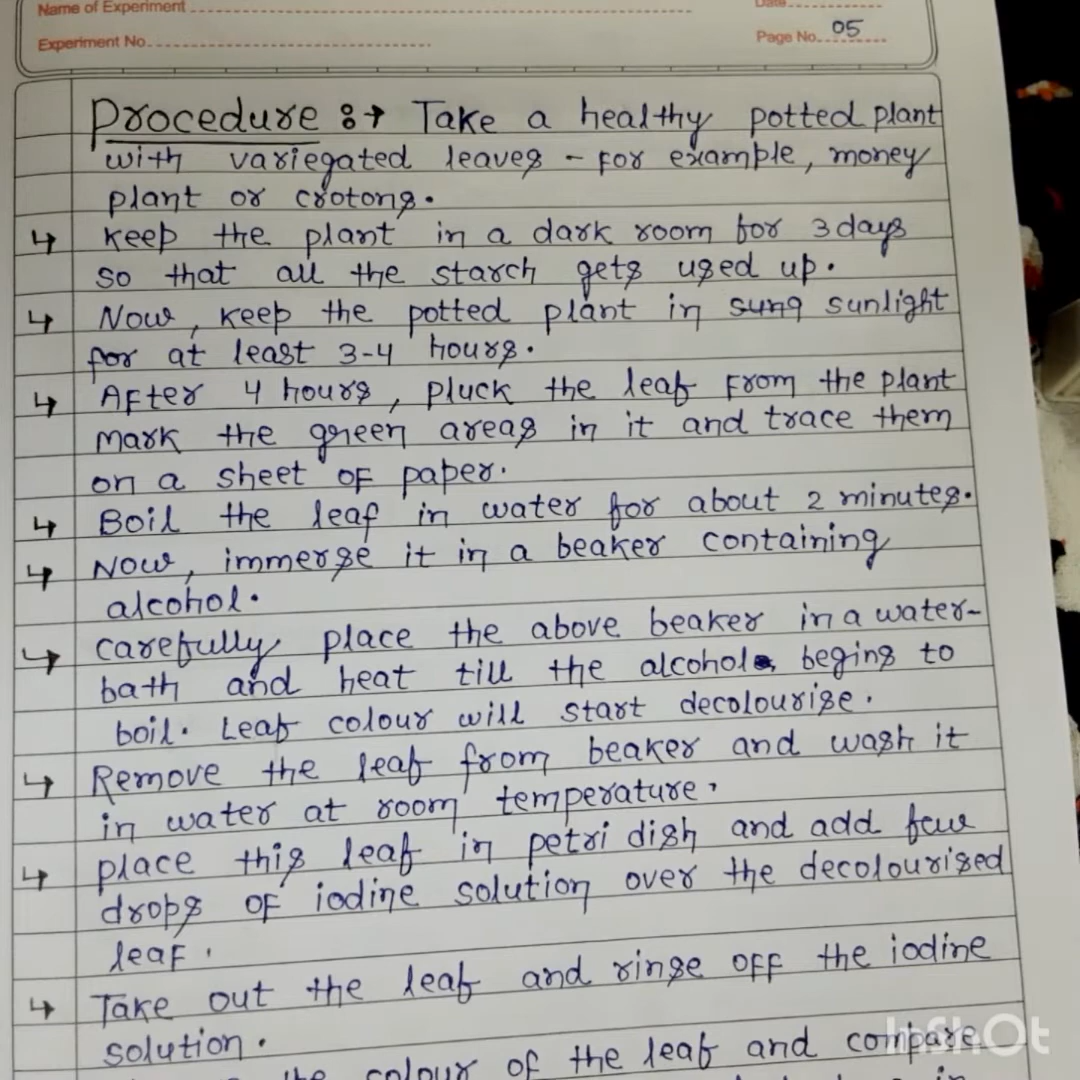 Name of Experiment
Date
Experiment No.
Page No. 05
Procedure :→ Take a healthy potted plant
with variegated leaves - for example, money
plant or crotons.
↳ Keep the plant in a dark room for 3 days
so that all the starch gets used up.
↳ Now, keep the potted plant in sung sunlight
for at least 3-4 hours.
↳ After 4 hours, pluck the leaf from the plant
mark the green areas in it and trace them
on a sheet of paper.
↳ Boil the leaf in water for about 2 minutes.
↳ Now, immerse it in a beaker containing
alcohol.
↳ carefully place the above beaker in a water-
bath and heat till the alcohol begins to
boil. Leaf colour will start decolourise.
↳ Remove the leaf from beaker and wash it
in water at room temperature.
↳ place this leaf in petri dish and add few
drops of iodine solution over the decolourised
leaf.
↳ Take out the leaf and rinse off the iodine
solution.
the colour of the leaf and compare
in
InShOt